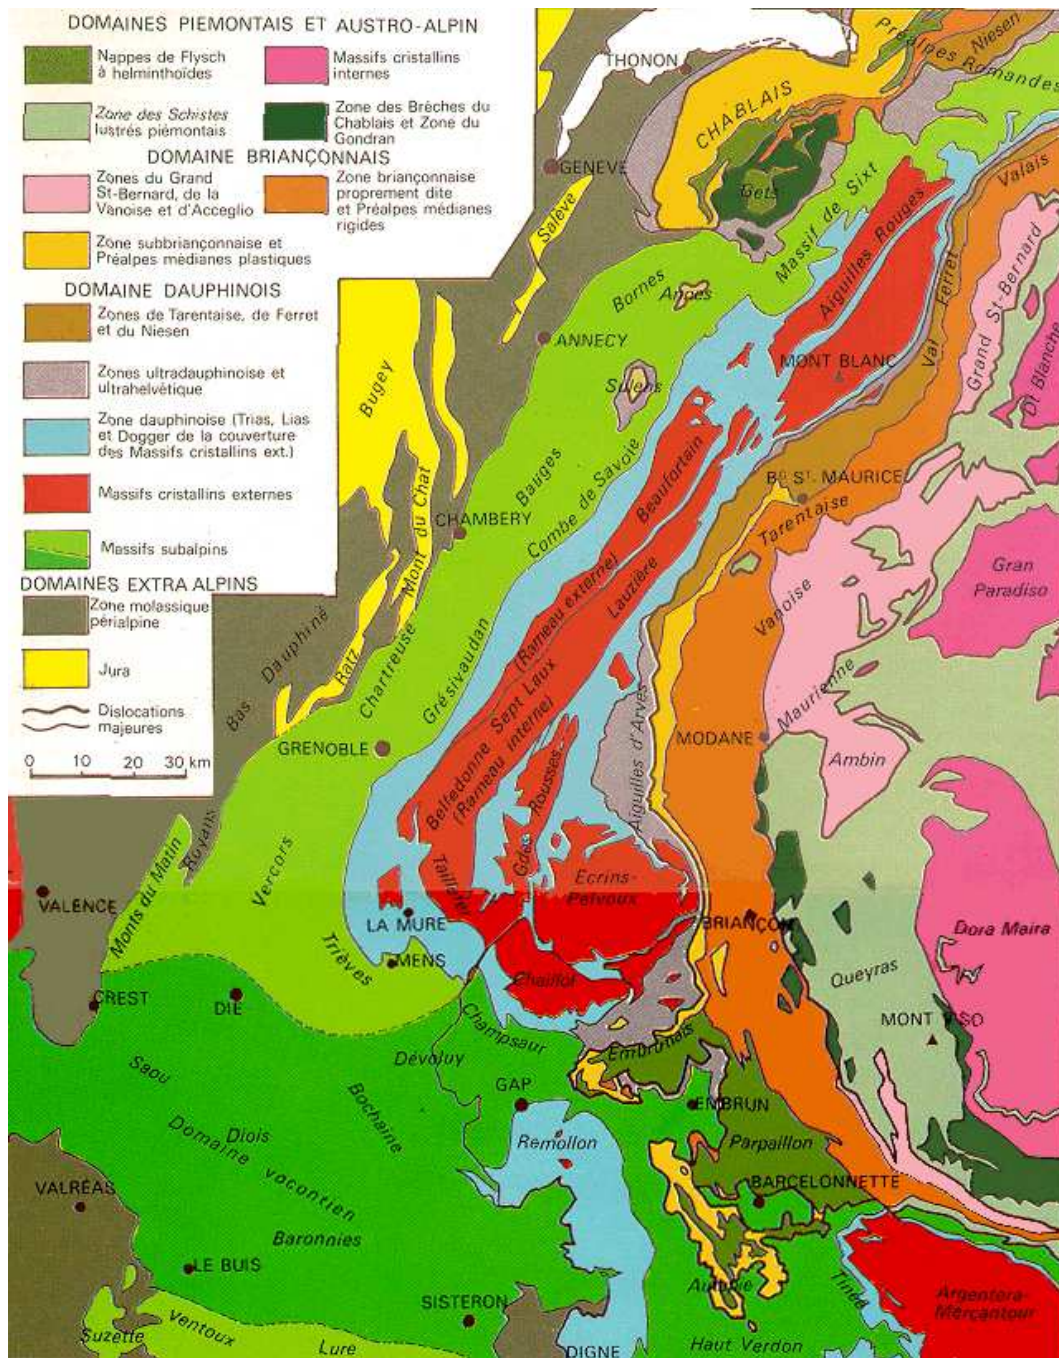 DOMAINES PIEMONTAIS ET AUSTRO-ALPIN
Nappes de Flysch
à helminthoïdes
Massifs cristallins
internes
Zone des Schistes
lustrés piémontais
Zone des Brèches du
Chablais et Zone du
Gondran
DOMAINE BRIANÇONNAIS
Zones du Grand
St-Bernard, de la
Vanoise et d'Acceglio
Zone briançonnaise
proprement dite
et Préalpes médianes
rigides
Zone subbriançonnaise et
Préalpes médianes plastiques
DOMAINE DAUPHINOIS
Zones de Tarentaise, de Ferret
et du Niesen
Zones ultradauphinoise et
ultrahelvétique
Zone dauphinoise (Trias, Lias
et Dogger de la couverture
des Massifs cristallins ext.)
Massifs cristallins externes
Massifs subalpins
DOMAINES EXTRA ALPINS
Zone molassique
périalpine
Jura
Dislocations
majeures
0 10 20 30 km
THONON
Préalpes Romandes
Niesen
CHABLAIS
GENEVE
Gets
Valais
Salève
Massif de Sixt
Aiguilles Rouges
Bornes
Annes
Val Ferret
Grand St-Bernard
Dt Blanche
ANNECY
MONT BLANC
Sulens
Bugey
Bauges
Combe de Savoie
Beaufortain
Bg St. MAURICE
Tarentaise
CHAMBERY
Mont du Chat
Lauzière
Gran
Paradiso
Vanoise
Bas Dauphiné
Ratz
Chartreuse
Grésivaudan
(Rameau externe)
Belledonne Sept Laux
(Rameau interne)
Maurienne
Aiguilles d'Arves
GRENOBLE
MODANE
Ambin
Gdes Rousses
Royans
Monts du Matin
Vercors
Taillefer
Ecrins-
Pelvoux
VALENCE
LA MURE
BRIANÇON
Dora Maira
Trièves
MENS
Chaillot
Queyras
CREST
DIE
MONT VISO
Champsaur
Dévoluy
Embrunais
Saou
Bochaine
GAP
EMBRUN
Diois
Remollon
Parpaillon
Domaine vocontien
VALRÉAS
BARCELONNETTE
Baronnies
LE BUIS
Autapie
Tinée
Argentera-
Mercantour
SISTERON
Suzette
Ventoux
Lure
DIGNE
Haut Verdon